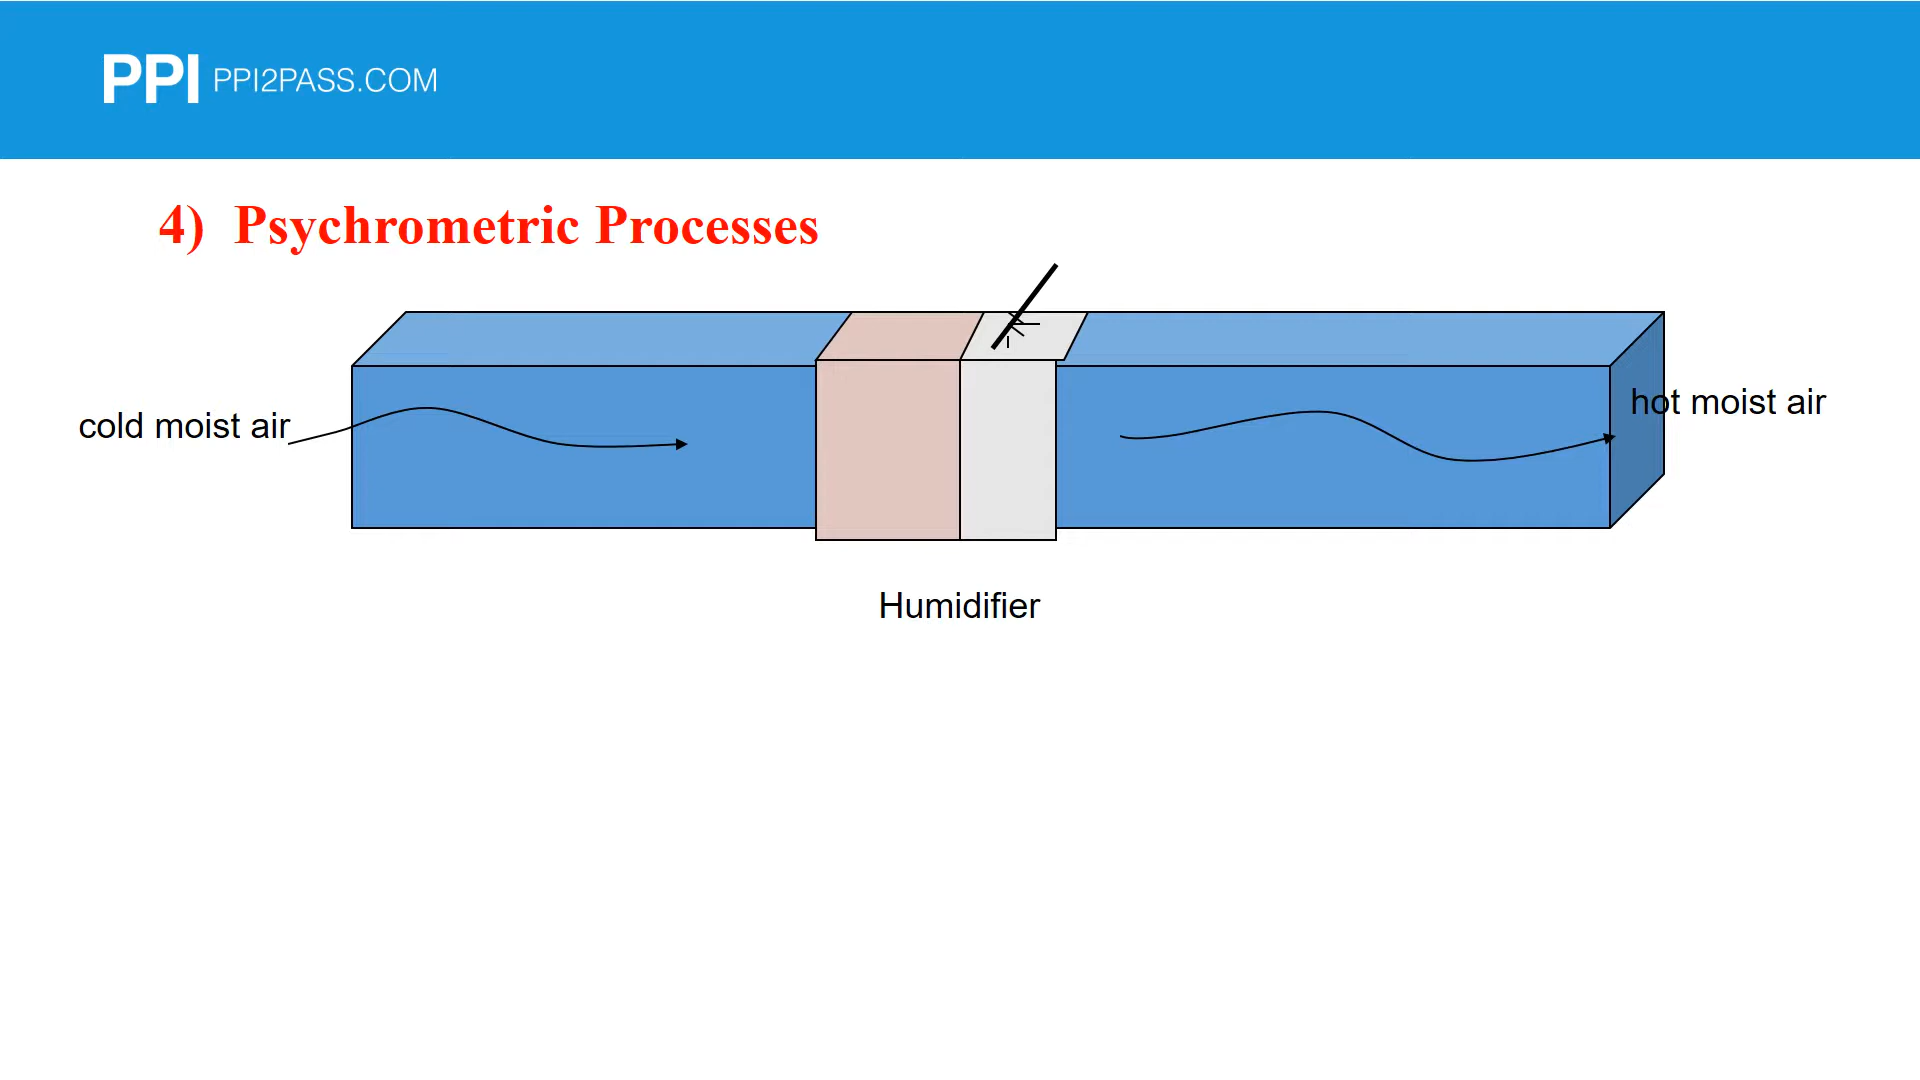 PPI PPI2PASS.COM
4) Psychrometric Processes
cold moist air
hot moist air
Humidifier